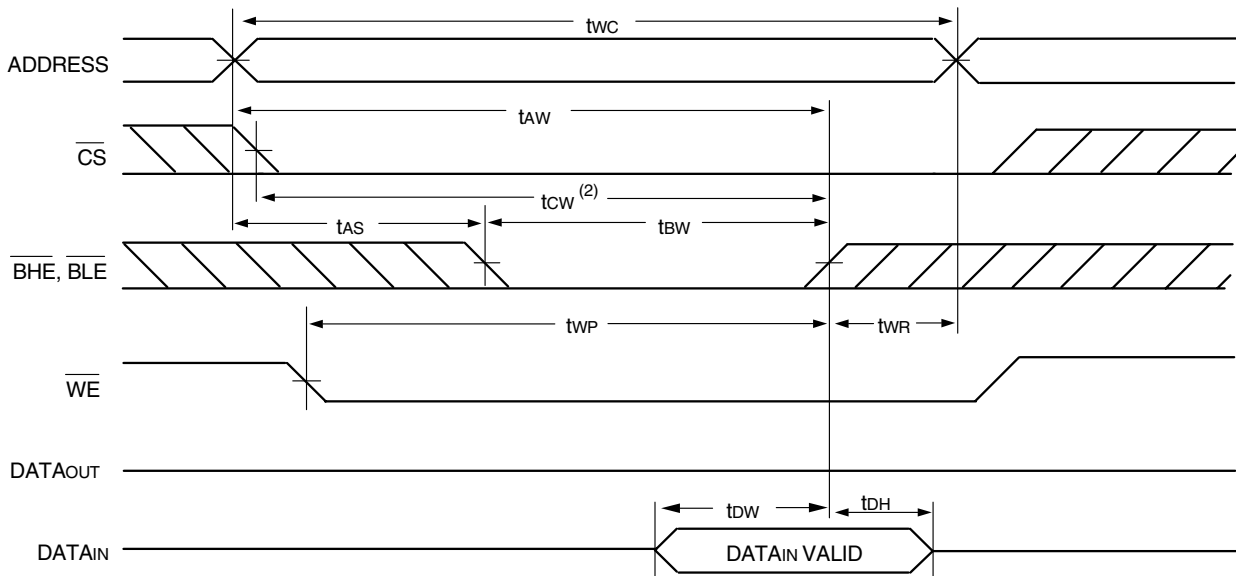 tWC
ADDRESS
tAW
CS
tCW (2)
tAS
tBW
BHE, BLE
tWP
tWR
WE
DATAOUT
tDW
tDH
DATAIN
DATAIN VALID